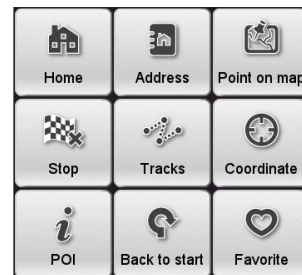 Home
Address
Point on map
Stop
Tracks
Coordinate
POI
Back to start
Favorite